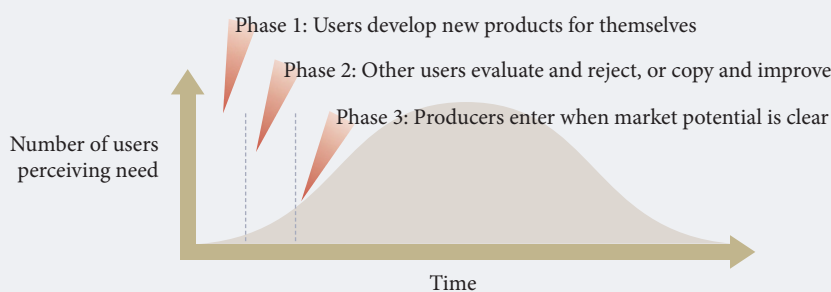 Phase 1: Users develop new products for themselves
Phase 2: Other users evaluate and reject, or copy and improve
Phase 3: Producers enter when market potential is clear
Number of users
perceiving need
Time